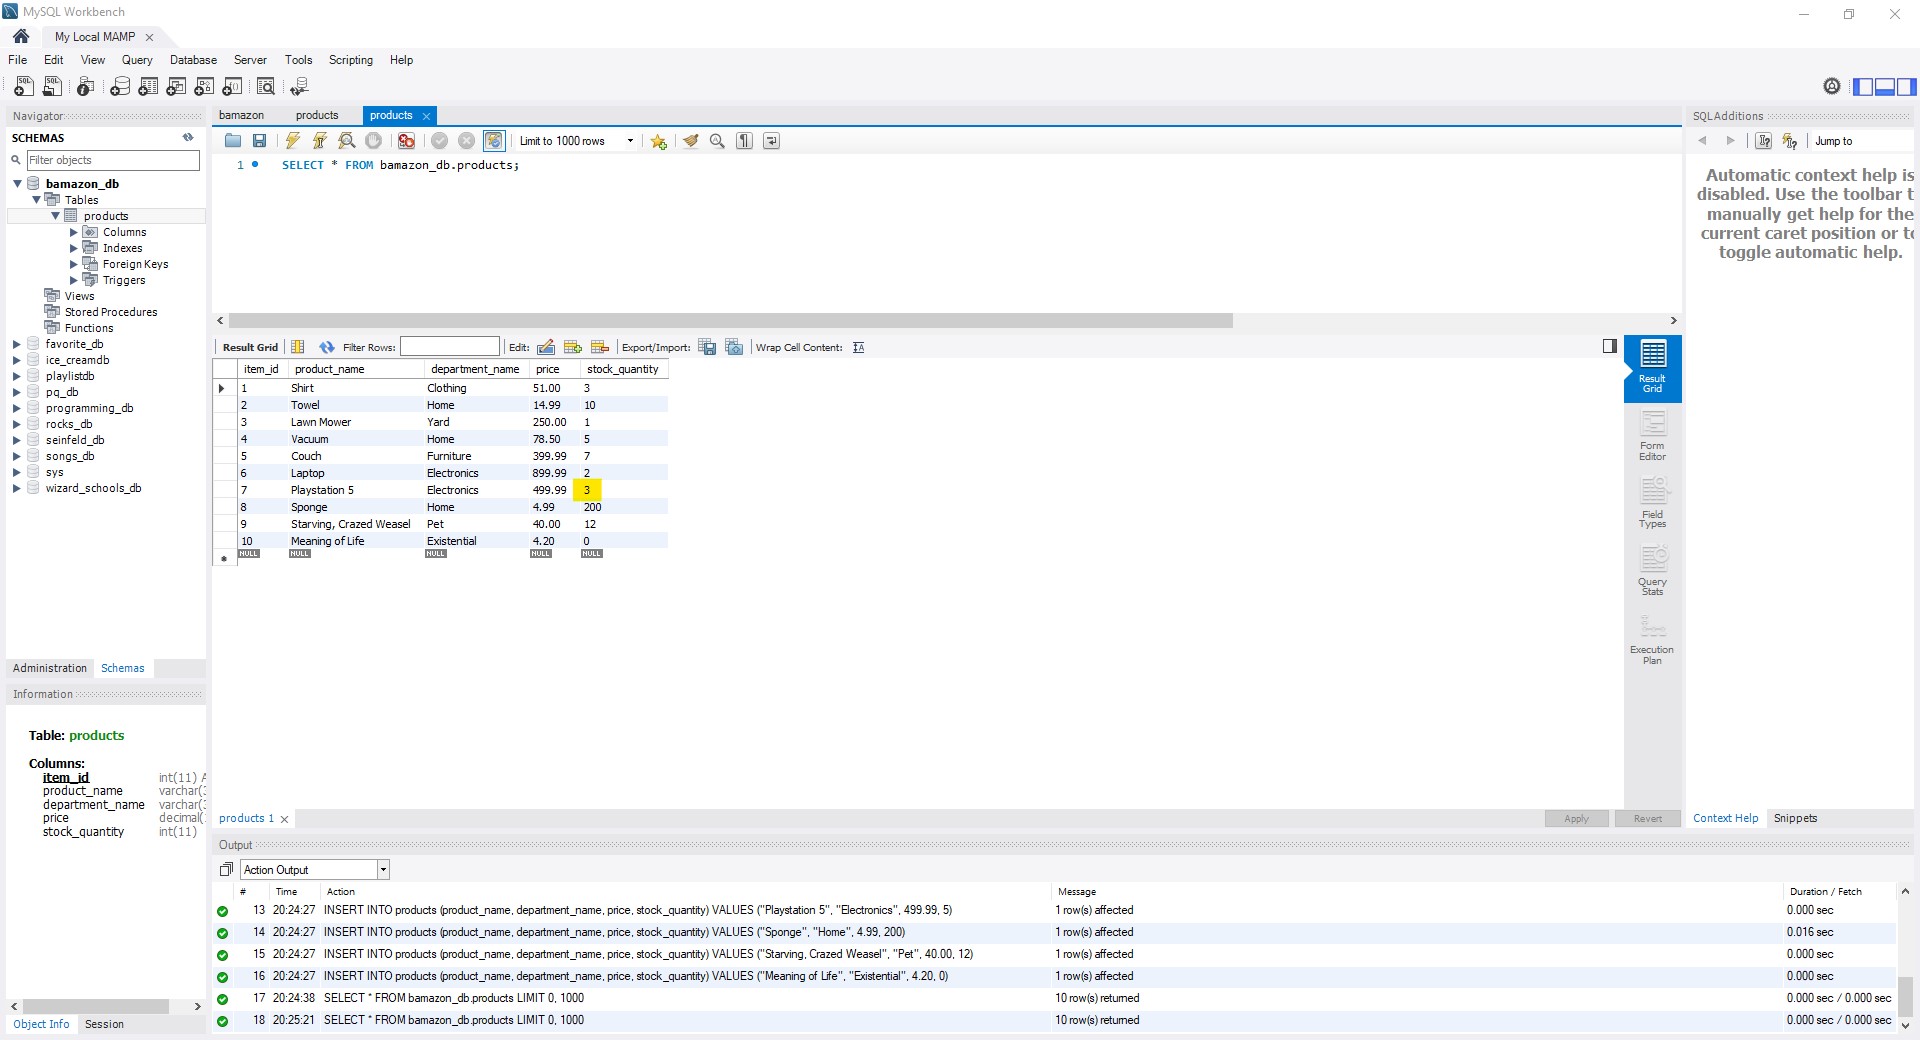 MySQL Workbench
My Local MAMP
File Edit View Query Database Server Tools Scripting Help
Navigator
SCHEMAS
Filter objects
bamazon_db
Tables
products
Columns
Indexes
Foreign Keys
Triggers
Views
Stored Procedures
Functions
favorite_db
ice_creamdb
playlistdb
pq_db
programming_db
rocks_db
seinfeld_db
songs_db
sys
wizard_schools_db
Administration Schemas
Information
Table: products
Columns:
item_id int(11) A
product_name varchar(3
department_name varchar(3
price decimal(
stock_quantity int(11)
Object Info Session
bamazon products products
Limit to 1000 rows
1 SELECT * FROM bamazon_db.products;
Result Grid Filter Rows: Edit: Export/Import: Wrap Cell Content:
item_id product_name department_name price stock_quantity
1 Shirt Clothing 51.00 3
2 Towel Home 14.99 10
3 Lawn Mower Yard 250.00 1
4 Vacuum Home 78.50 5
5 Couch Furniture 399.99 7
6 Laptop Electronics 899.99 2
7 Playstation 5 Electronics 499.99 3
8 Sponge Home 4.99 200
9 Starving, Crazed Weasel Pet 40.00 12
10 Meaning of Life Existential 4.20 0
NULL NULL NULL NULL NULL
Result
Grid
Form
Editor
Field
Types
Query
Stats
Execution
Plan
products 1 Apply Revert
SQLAdditions
Jump to
Automatic context help is
disabled. Use the toolbar t
manually get help for the
current caret position or to
toggle automatic help.
Context Help Snippets
Output
Action Output
# Time Action Message Duration / Fetch
13 20:24:27 INSERT INTO products (product_name, department_name, price, stock_quantity) VALUES ("Playstation 5", "Electronics", 499.99, 5) 1 row(s) affected 0.000 sec
14 20:24:27 INSERT INTO products (product_name, department_name, price, stock_quantity) VALUES ("Sponge", "Home", 4.99, 200) 1 row(s) affected 0.016 sec
15 20:24:27 INSERT INTO products (product_name, department_name, price, stock_quantity) VALUES ("Starving, Crazed Weasel", "Pet", 40.00, 12) 1 row(s) affected 0.000 sec
16 20:24:27 INSERT INTO products (product_name, department_name, price, stock_quantity) VALUES ("Meaning of Life", "Existential", 4.20, 0) 1 row(s) affected 0.000 sec
17 20:24:38 SELECT * FROM bamazon_db.products LIMIT 0, 1000 10 row(s) returned 0.000 sec / 0.000 sec
18 20:25:21 SELECT * FROM bamazon_db.products LIMIT 0, 1000 10 row(s) returned 0.000 sec / 0.000 sec